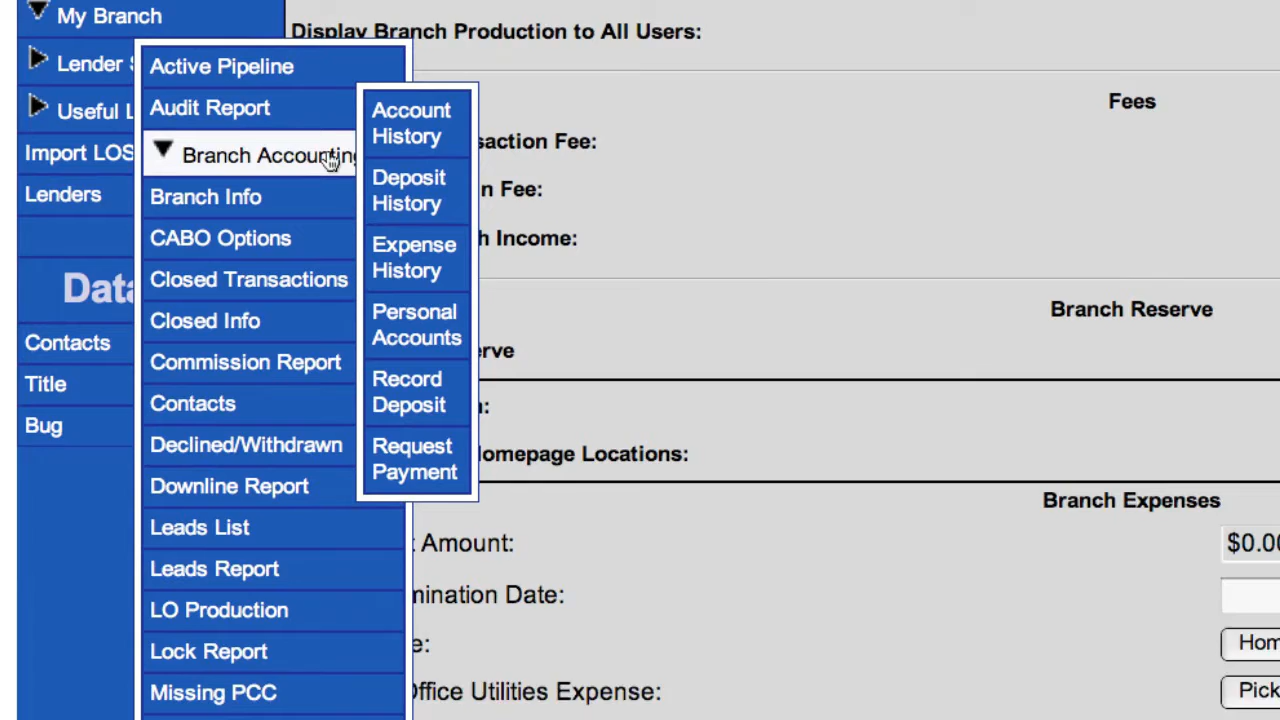 My Branch
Display Branch Production to All Users:
Lender
Active Pipeline
Useful
Audit Report
Account
History
Fees
saction Fee:
Import LOS
Branch Accounting
Deposit
History
n Fee:
Lenders
Branch Info
CABO Options
Expense
History
h Income:
Data
Closed Transactions
Closed Info
Personal
Accounts
Branch Reserve
rve
Contacts
Commission Report
Title
Contacts
Record
Deposit
n:
Bug
Declined/Withdrawn
Request
Payment
Homepage Locations:
Downline Report
Branch Expenses
Leads List
t Amount:
$0.00
Leads Report
mination Date:
LO Production
e:
Hom
Lock Report
Missing PCC
Office Utilities Expense:
Pick